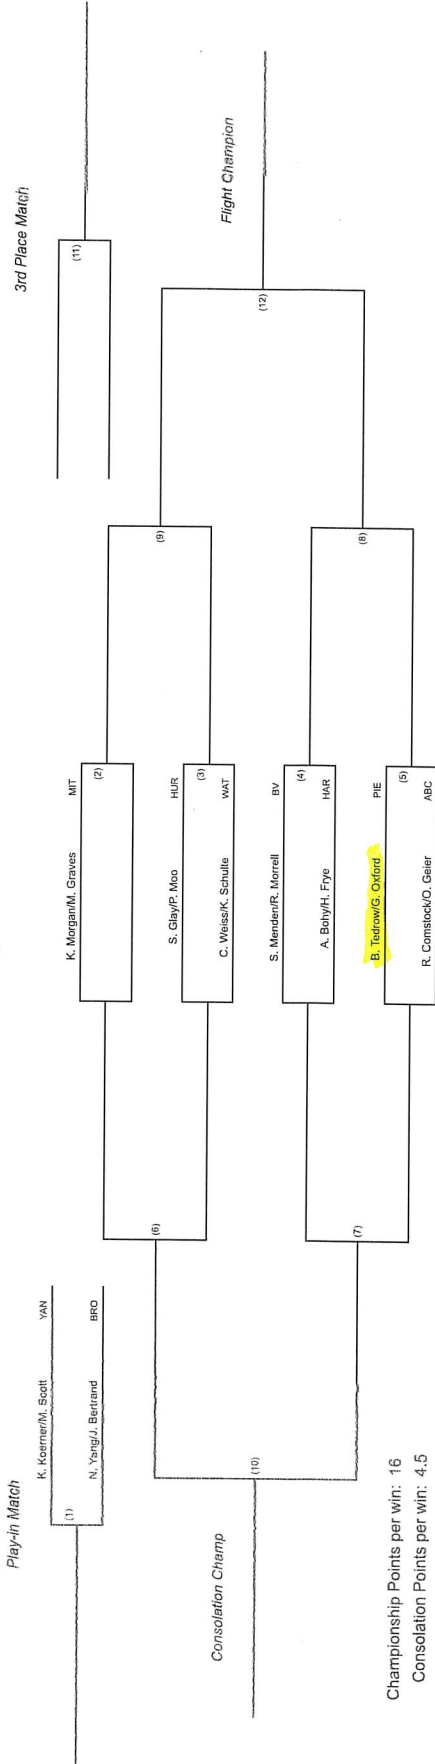 Play-in Match
K. Koerner/M. Scott YAN
(1)
N. Yang/J. Bertrand BRO
3rd Place Match
(11)
K. Morgan/M. Graves MIT
(2)
S. Glay/P. Moo HUR
(3)
C. Weiss/K. Schulte WAT
S. Menden/R. Morrell BV
(4)
A. Bohy/H. Frye HAR
B. Tedrow/G. Oxford PIE
(5)
R. Comstock/O. Geier ABC
(6)
(7)
(9)
(8)
Consolation Champ
(10)
Flight Champion
(12)
Championship Points per win: 16
Consolation Points per win: 4.5